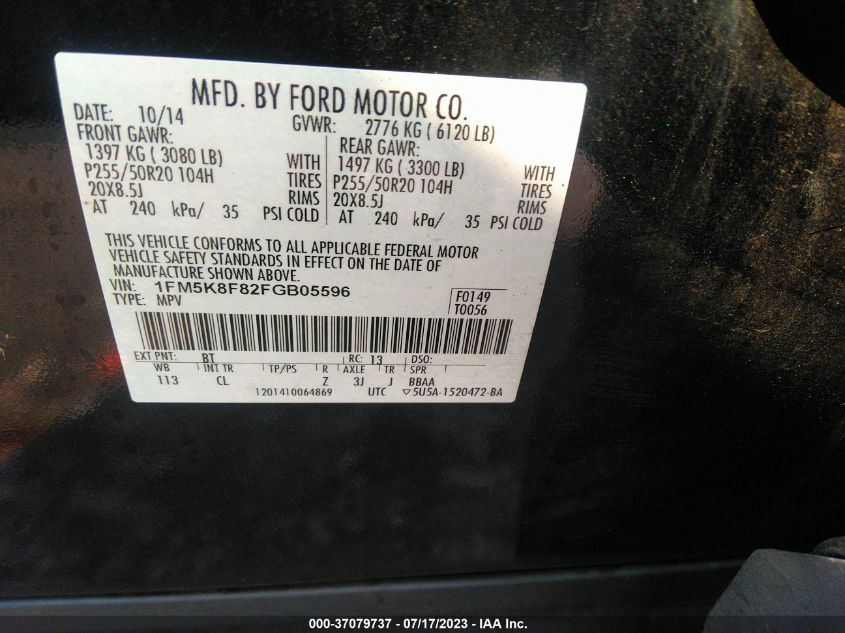 MFD. BY FORD MOTOR CO.
DATE: 10/14 GVWR: 2776 KG ( 6120 LB)
FRONT GAWR: REAR GAWR:
1397 KG ( 3080 LB) WITH 1497 KG ( 3300 LB) WITH
P255/50R20 104H TIRES P255/50R20 104H TIRES
20X8.5J RIMS 20X8.5J RIMS
AT 240 kPa/ 35 PSI COLD AT 240 kPa/ 35 PSI COLD
THIS VEHICLE CONFORMS TO ALL APPLICABLE FEDERAL MOTOR
VEHICLE SAFETY STANDARDS IN EFFECT ON THE DATE OF
MANUFACTURE SHOWN ABOVE.
VIN: 1FM5K8F82FGB05596 F0149
TYPE: MPV T0056
EXT PNT: BT RC: 13 DSO:
WB INT TR TP/PS R AXLE TR SPR
113 CL Z 3J J BBAA
1201410064869 UTC ▽5U5A-1520472-BA
000-37079737 - 07/17/2023 - IAA Inc.